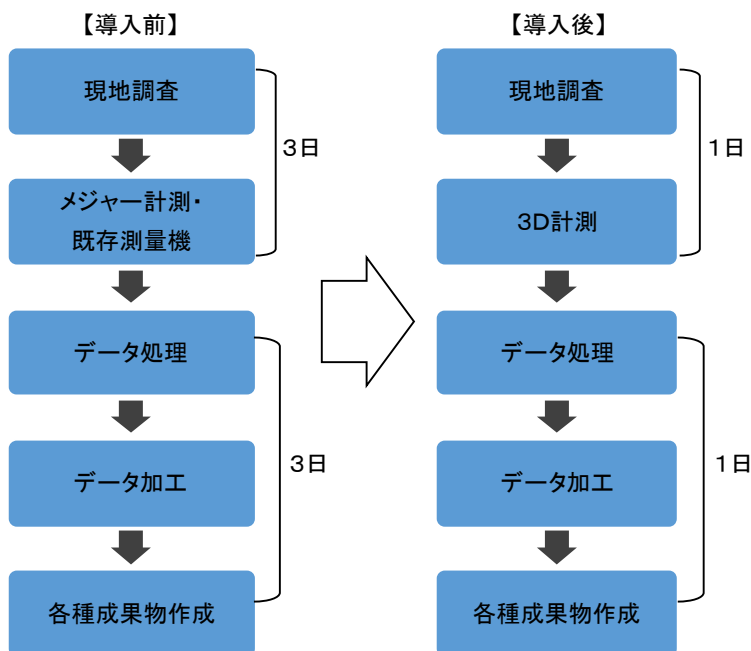 【導入前】
現地調査
メジャー計測・
既存測量機
3日
データ処理
データ加工
各種成果物作成
3日
【導入後】
現地調査
3D計測
1日
データ処理
データ加工
各種成果物作成
1日